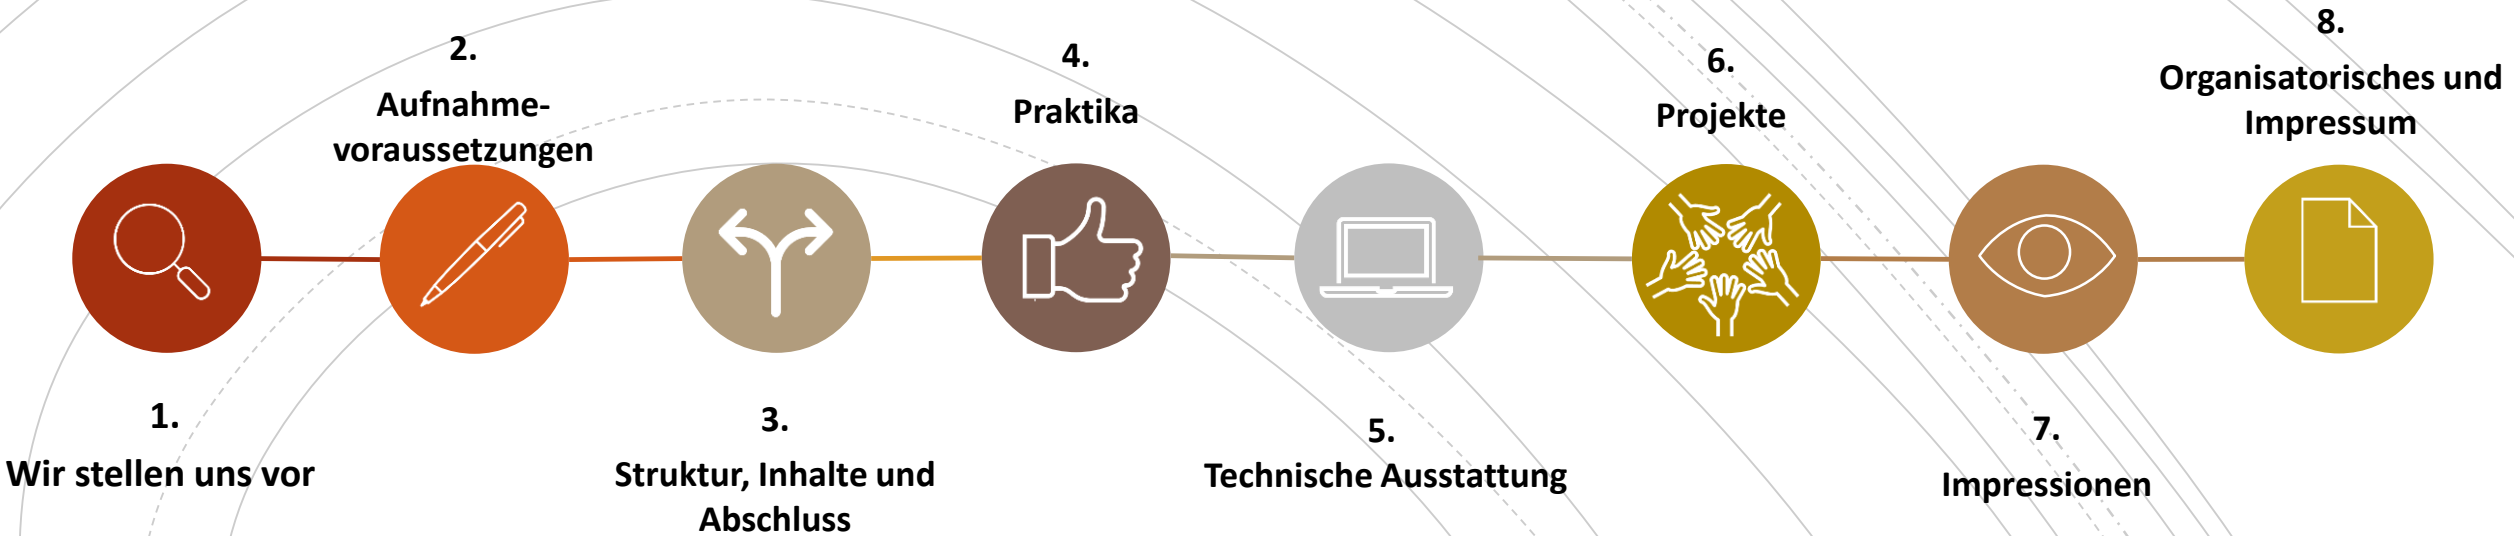 1.
Wir stellen uns vor
2.
Aufnahme-
voraussetzungen
3.
Struktur, Inhalte und
Abschluss
4.
Praktika
5.
Technische Ausstattung
6.
Projekte
7.
Impressionen
8.
Organisatorisches und
Impressum